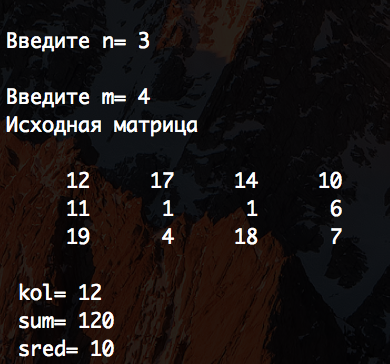 Введите n= 3
Введите m= 4
Исходная матрица
12 17 14 10
11 1 1 6
19 4 18 7
kol= 12
sum= 120
sred= 10